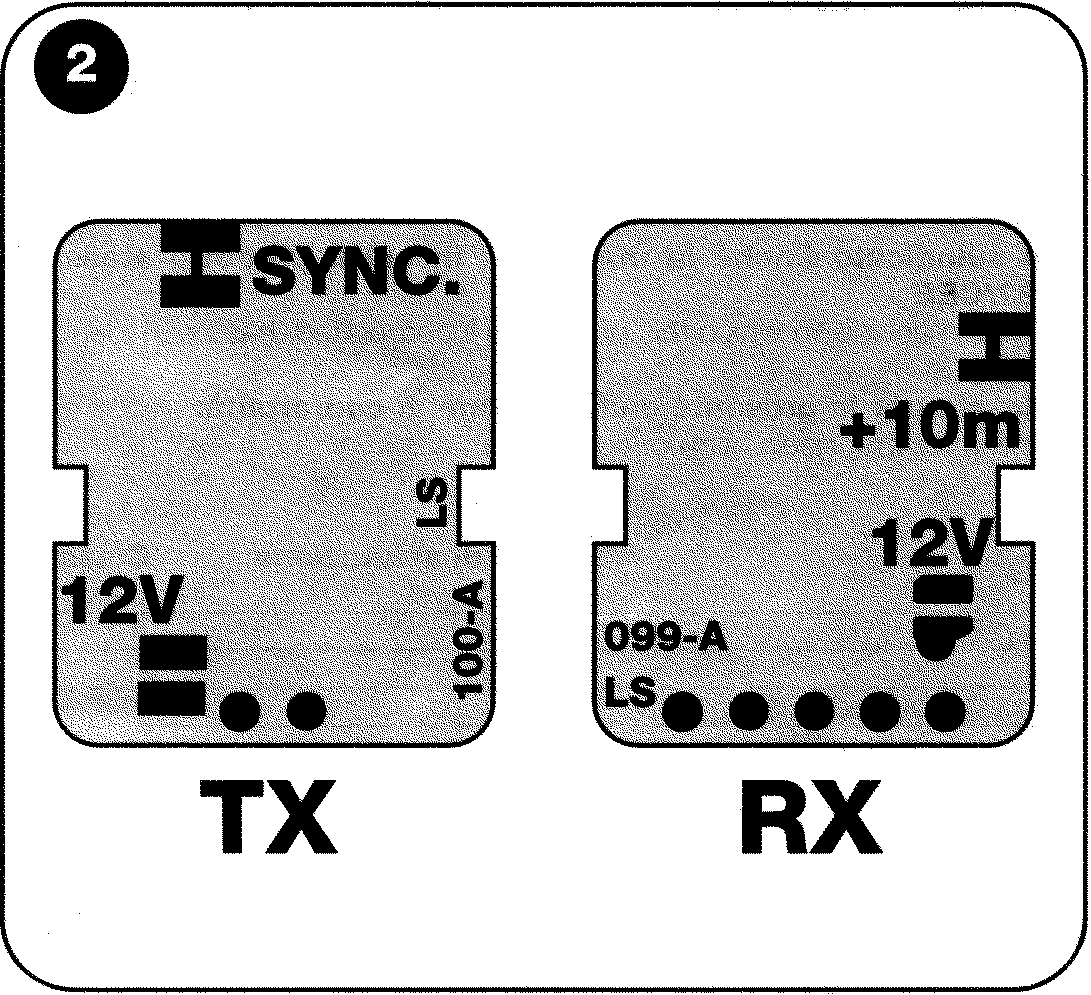 2
SYNC.
LS
12V
100-A
TX
+10m
12V
099-A
LS
RX